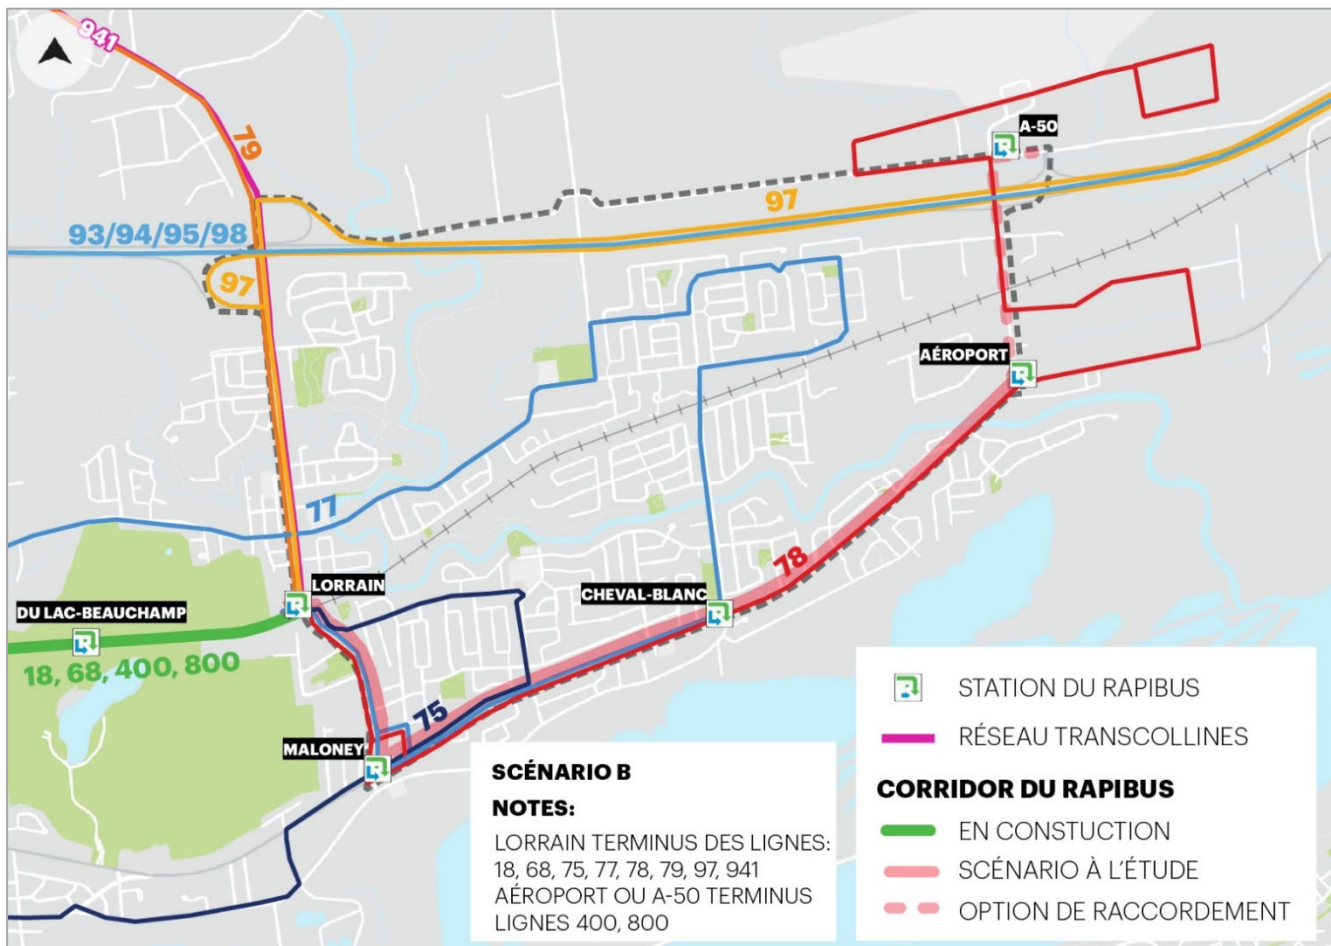 941
79
A-50
97
93/94/95/98
97
AÉROPORT
77
78
LORRAIN
CHEVAL-BLANC
DU LAC-BEAUCHAMP
18, 68, 400, 800
75
MALONEY
SCÉNARIO B
NOTES:
LORRAIN TERMINUS DES LIGNES:
18, 68, 75, 77, 78, 79, 97, 941
AÉROPORT OU A-50 TERMINUS
LIGNES 400, 800
STATION DU RAPIBUS
RÉSEAU TRANSCOLLINES
CORRIDOR DU RAPIBUS
EN CONSTUCTION
SCÉNARIO À L'ÉTUDE
OPTION DE RACCORDEMENT